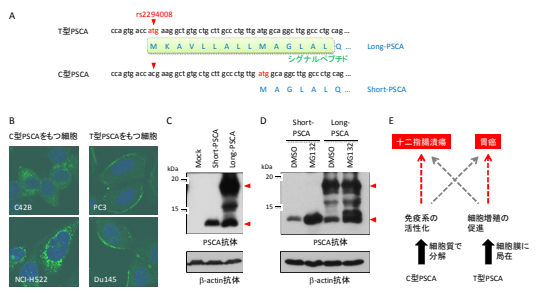 A
rs2294008
T型PSCA
cca gtg acc atg aag gct gtg ctg ctt gcc ctg ttg atg gca ggc ttg gcc ctg cag ...
M K A V L L A L L M A G L A L Q ... Long-PSCA
シグナルペプチド
C型PSCA
cca gtg acc acg aag gct gtg ctg ctt gcc ctg ttg atg gca ggc ttg gcc ctg cag ...
M A G L A L Q ... Short-PSCA
B
C型PSCAをもつ細胞
T型PSCAをもつ細胞
C42B
PC3
NCI-H522
Du145
C
Mock
Short-PSCA
Long-PSCA
kDa
20
15
PSCA抗体
β-actin抗体
D
Short-PSCA
Long-PSCA
DMSO
MG132
DMSO
MG132
kDa
20
15
PSCA抗体
β-actin抗体
E
十二指腸潰瘍
胃癌
免疫系の
活性化
細胞増殖の
促進
細胞質で
分解
細胞膜に
局在
C型PSCA
T型PSCA